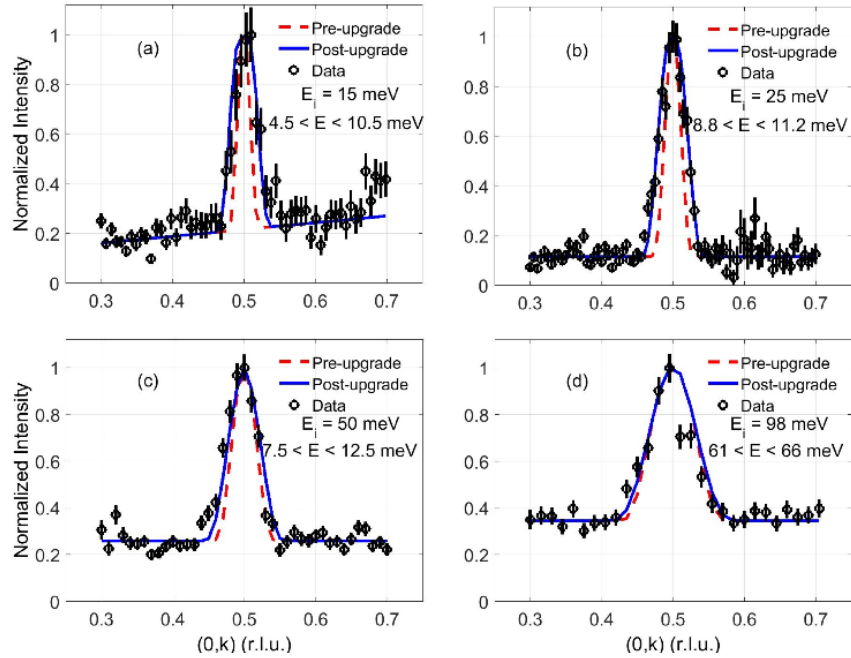 (a)
Pre-upgrade
Post-upgrade
Data
E_i = 15 meV
4.5 < E < 10.5 meV
Normalized Intensity
1
0.8
0.6
0.4
0.2
0
0.3 0.4 0.5 0.6 0.7
(b)
Pre-upgrade
Post-upgrade
Data
E_i = 25 meV
8.8 < E < 11.2 meV
1
0.8
0.6
0.4
0.2
0
0.3 0.4 0.5 0.6 0.7
(c)
Pre-upgrade
Post-upgrade
Data
E_i = 50 meV
7.5 < E < 12.5 meV
Normalized Intensity
1
0.8
0.6
0.4
0.2
0
0.3 0.4 0.5 0.6 0.7
(0,k) (r.l.u.)
(d)
Pre-upgrade
Post-upgrade
Data
E_i = 98 meV
61 < E < 66 meV
1
0.8
0.6
0.4
0.2
0
0.3 0.4 0.5 0.6 0.7
(0,k) (r.l.u.)